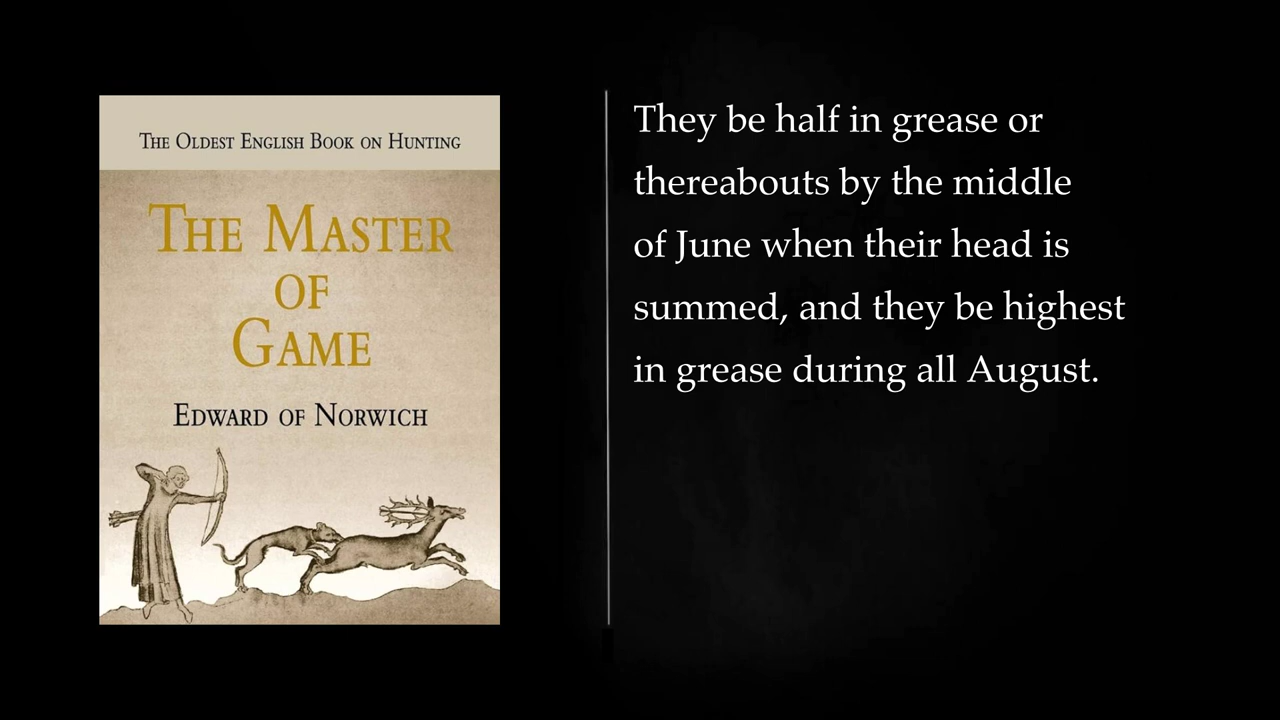 The Oldest English Book on Hunting
The Master
of
Game
Edward of Norwich
They be half in grease or
thereabouts by the middle
of June when their head is
summed, and they be highest
in grease during all August.